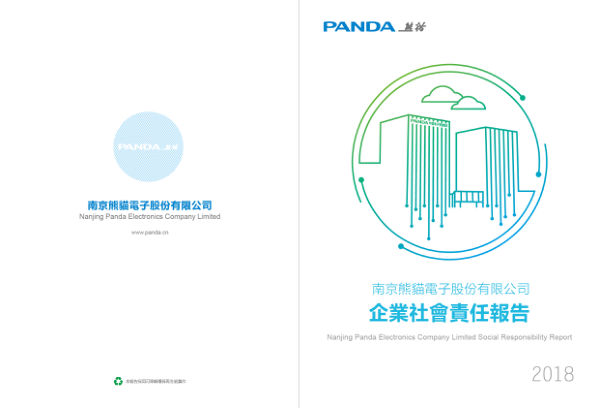 PANDA
南京熊貓電子股份有限公司
Nanjing Panda Electronics Company Limited
www.panda.cn
PANDA 熊猫
PANDA
南京熊貓電子股份有限公司
企業社會責任報告
Nanjing Panda Electronics Company Limited Social Responsibility Report
2018